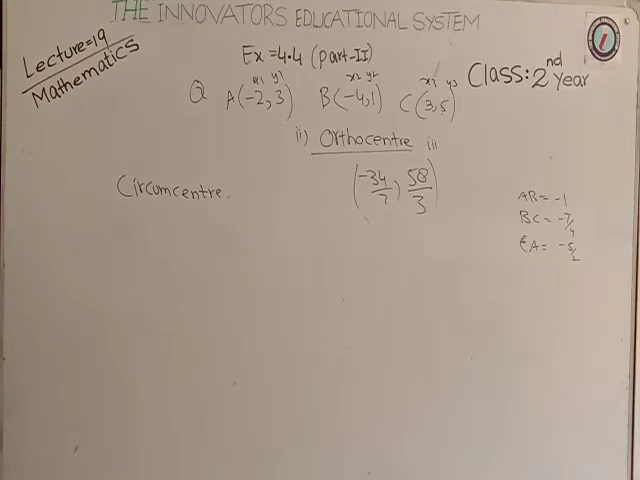 THE INNOVATORS EDUCATIONAL SYSTEM
Lecture=19
Mathematics
Ex=4.4 (Part-II)
Class: 2nd year
x1 y1 x2 y2 x3 y3
Q A(-2,3) B(-4,1) C(3,5)
ii) Orthocentre iii
Circumcentre. (-34/7, 58/3)
AB = -1
BC = -7/4
CA = -5/2